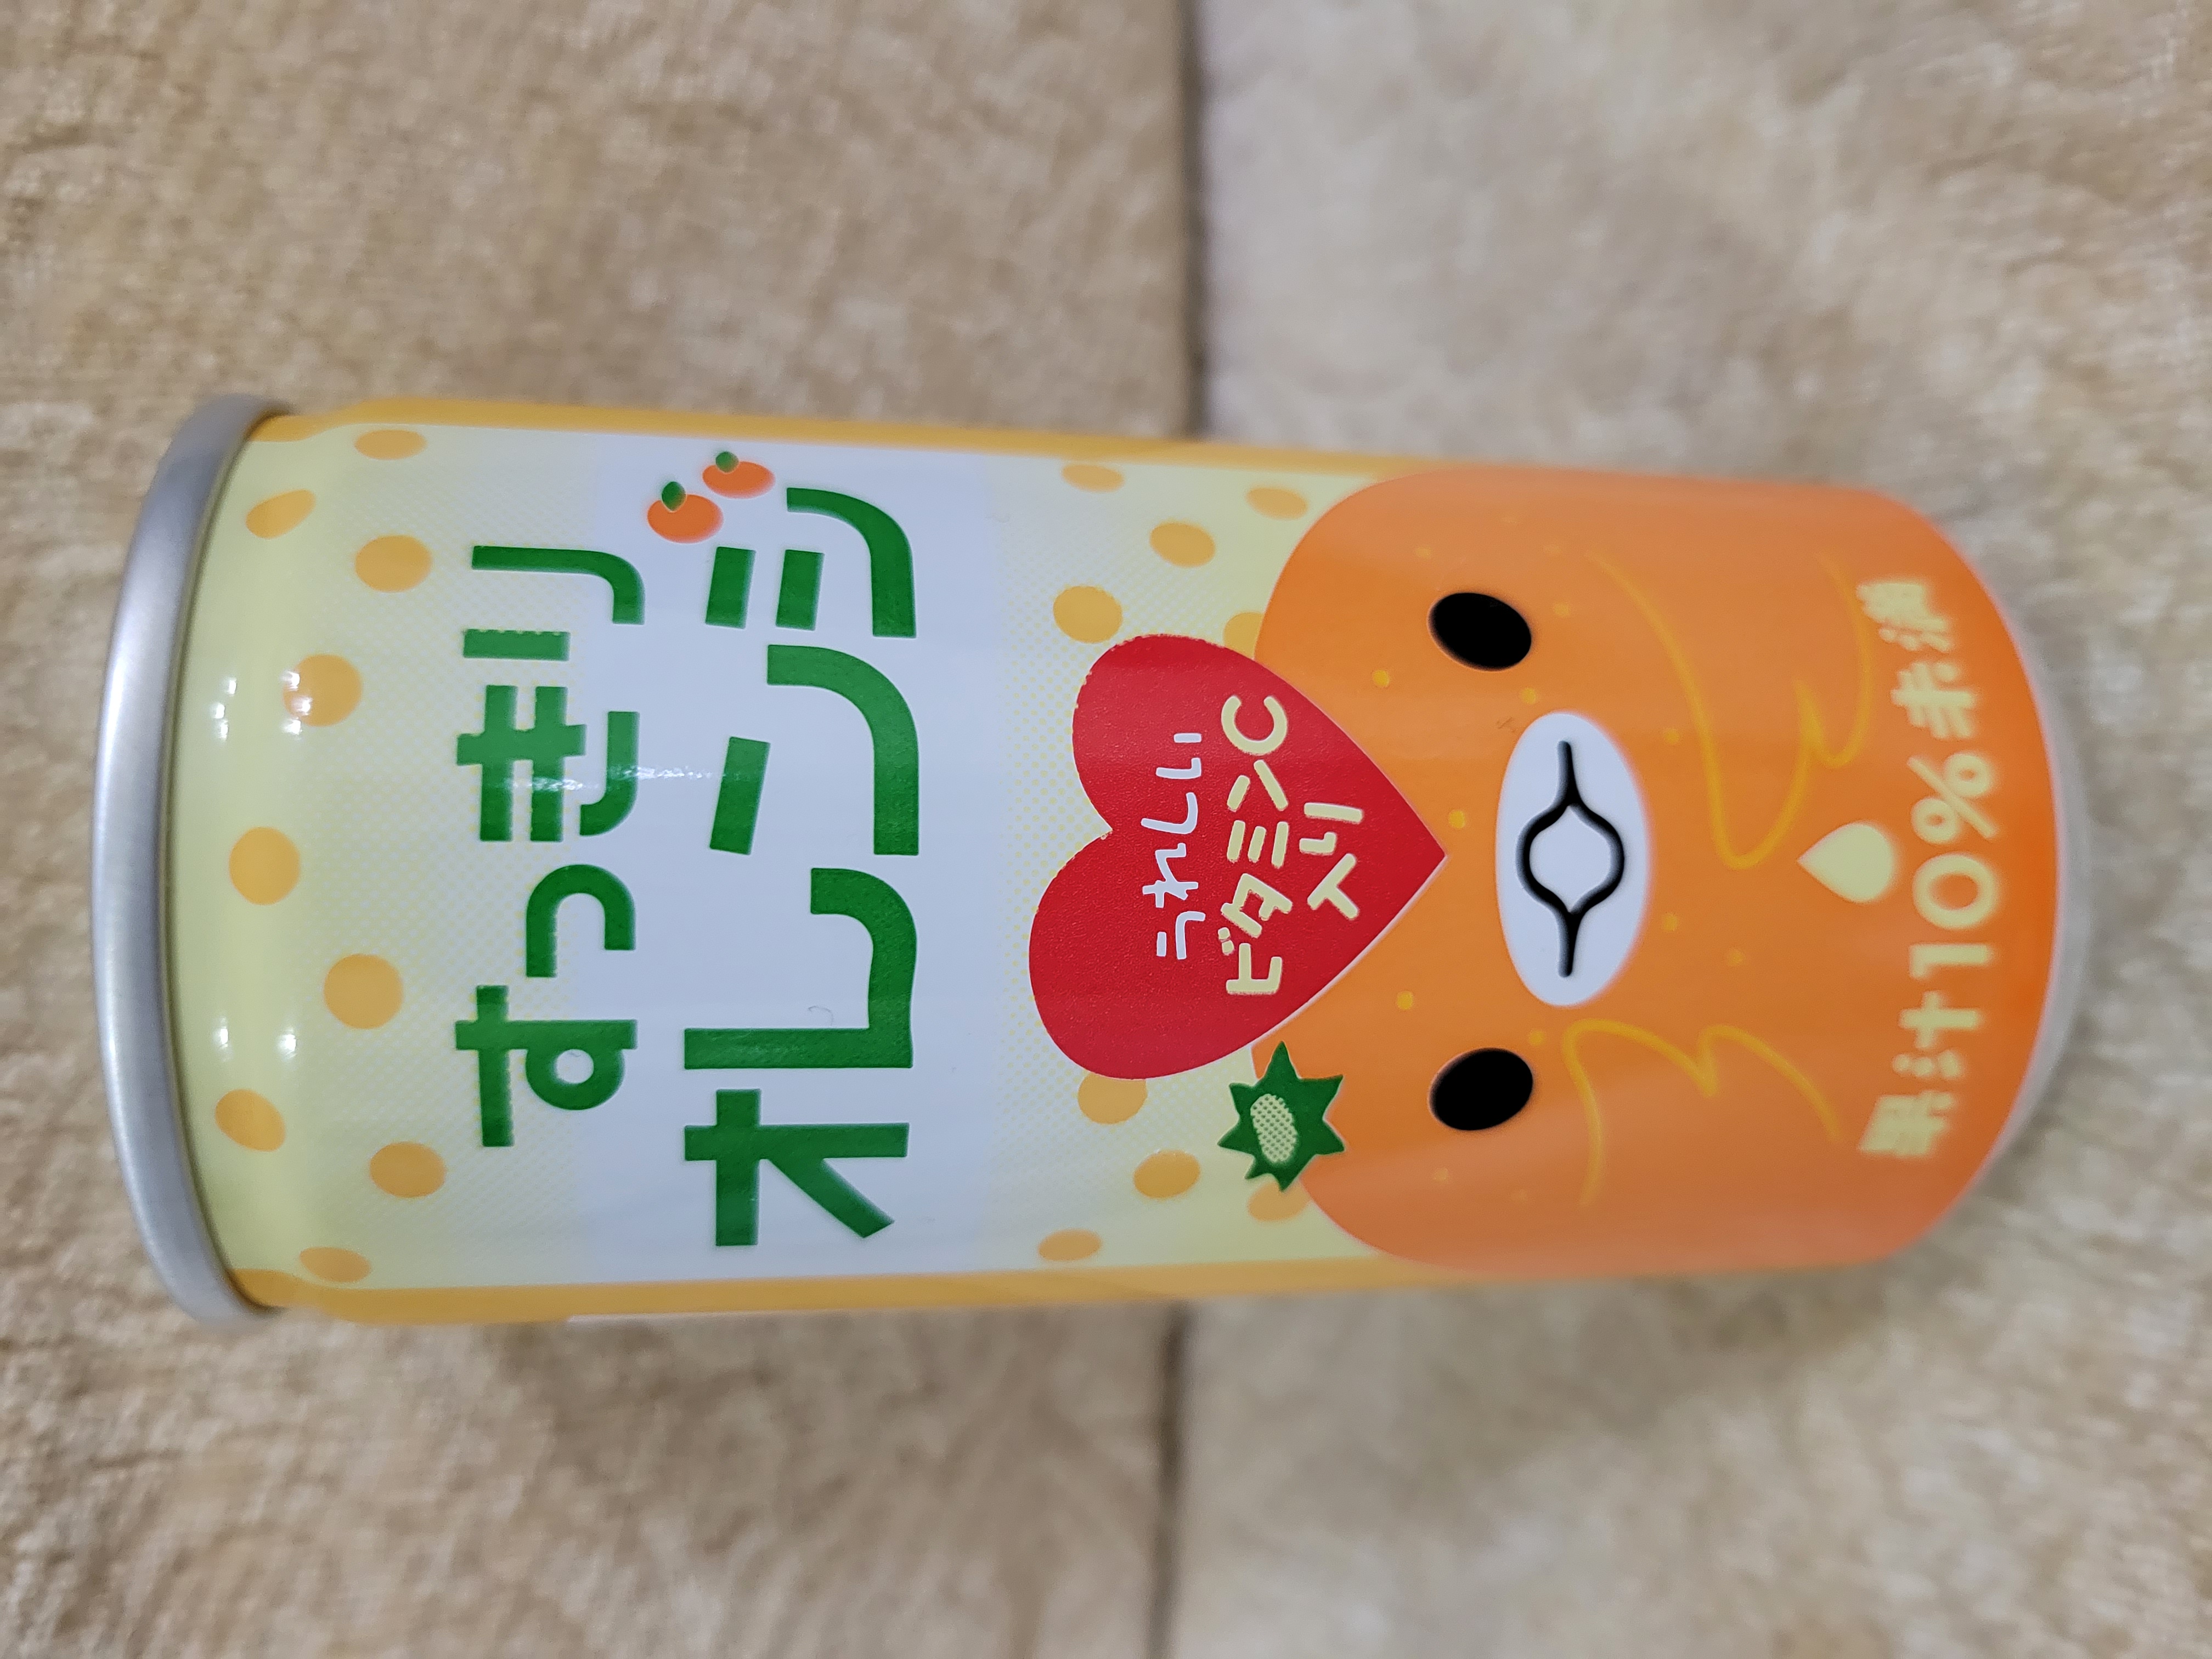 すっきり
オレンジ
うれしい
ビタミンC
入り
果汁10%未満